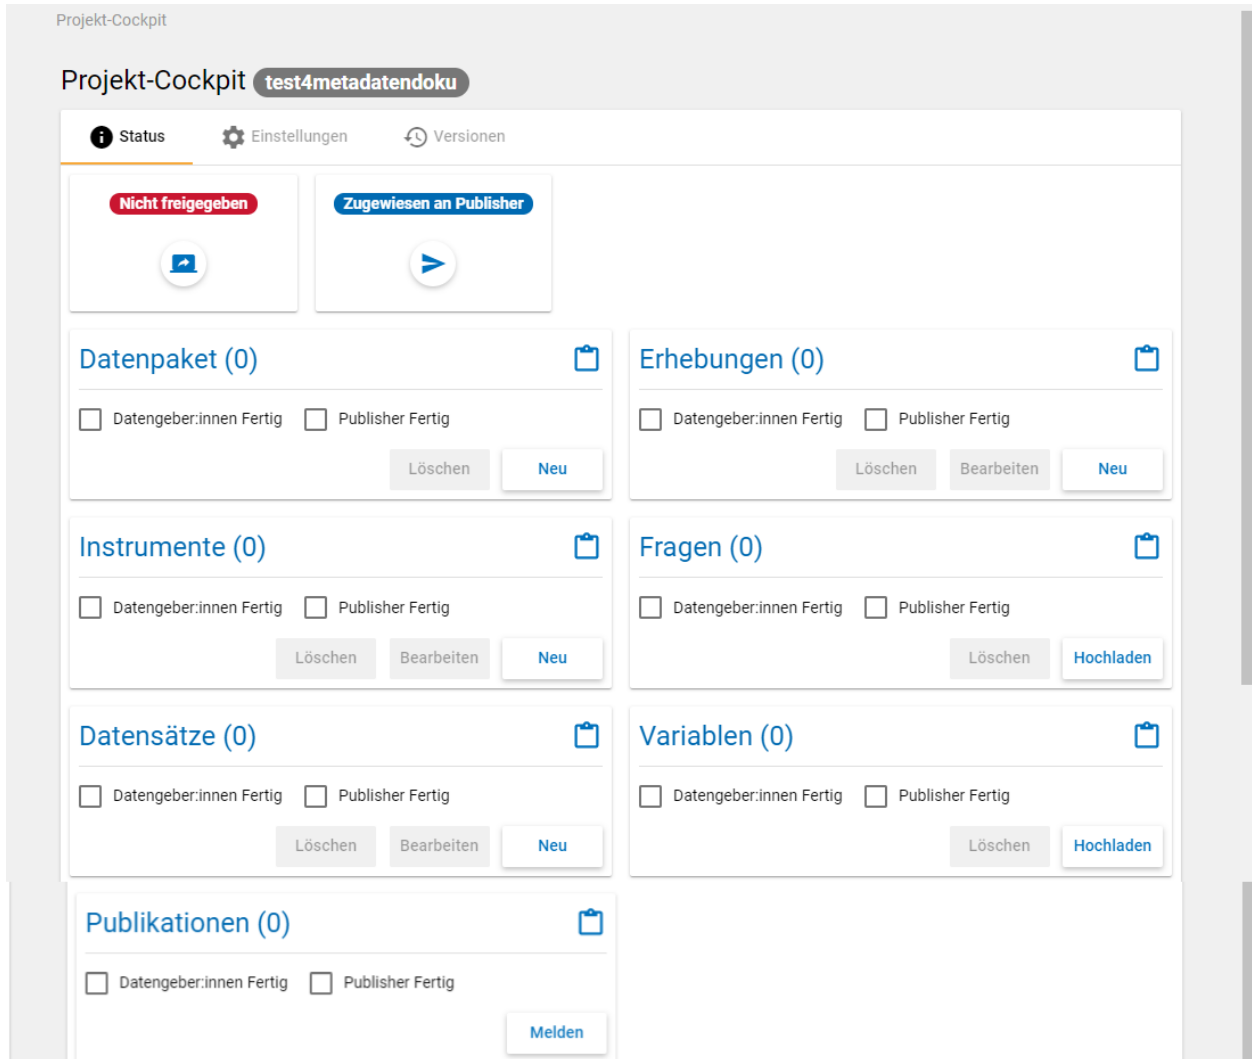 Projekt-Cockpit
Projekt-Cockpit test4metadatendoku
Status Einstellungen Versionen
Nicht freigegeben Zugewiesen an Publisher
Datenpaket (0)
Datengeber:innen Fertig Publisher Fertig
Löschen Neu
Erhebungen (0)
Datengeber:innen Fertig Publisher Fertig
Löschen Bearbeiten Neu
Instrumente (0)
Datengeber:innen Fertig Publisher Fertig
Löschen Bearbeiten Neu
Fragen (0)
Datengeber:innen Fertig Publisher Fertig
Löschen Hochladen
Datensätze (0)
Datengeber:innen Fertig Publisher Fertig
Löschen Bearbeiten Neu
Variablen (0)
Datengeber:innen Fertig Publisher Fertig
Löschen Hochladen
Publikationen (0)
Datengeber:innen Fertig Publisher Fertig
Melden